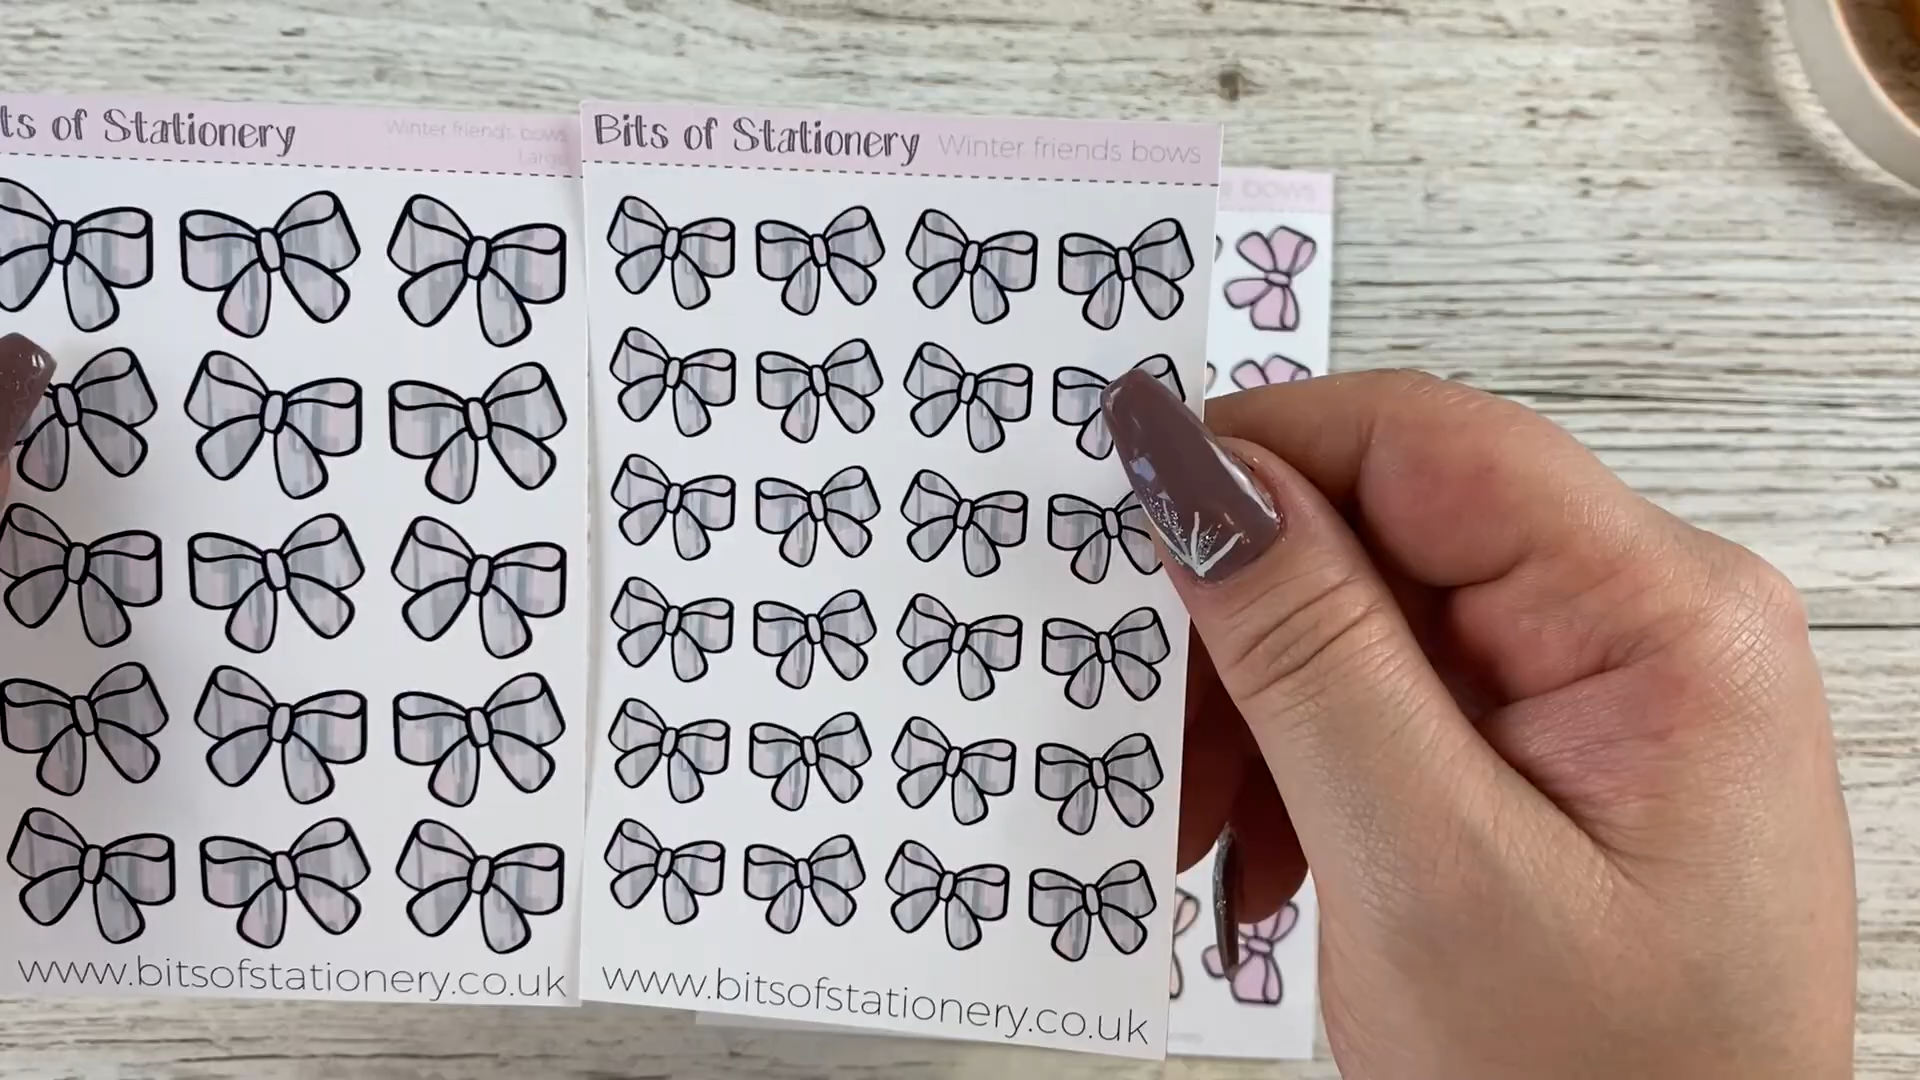 ts of Stationery
Winter friends bows
Large
www.bitsofstationery.co.uk
Bits of Stationery
Winter friends bows
www.bitsofstationery.co.uk
bows